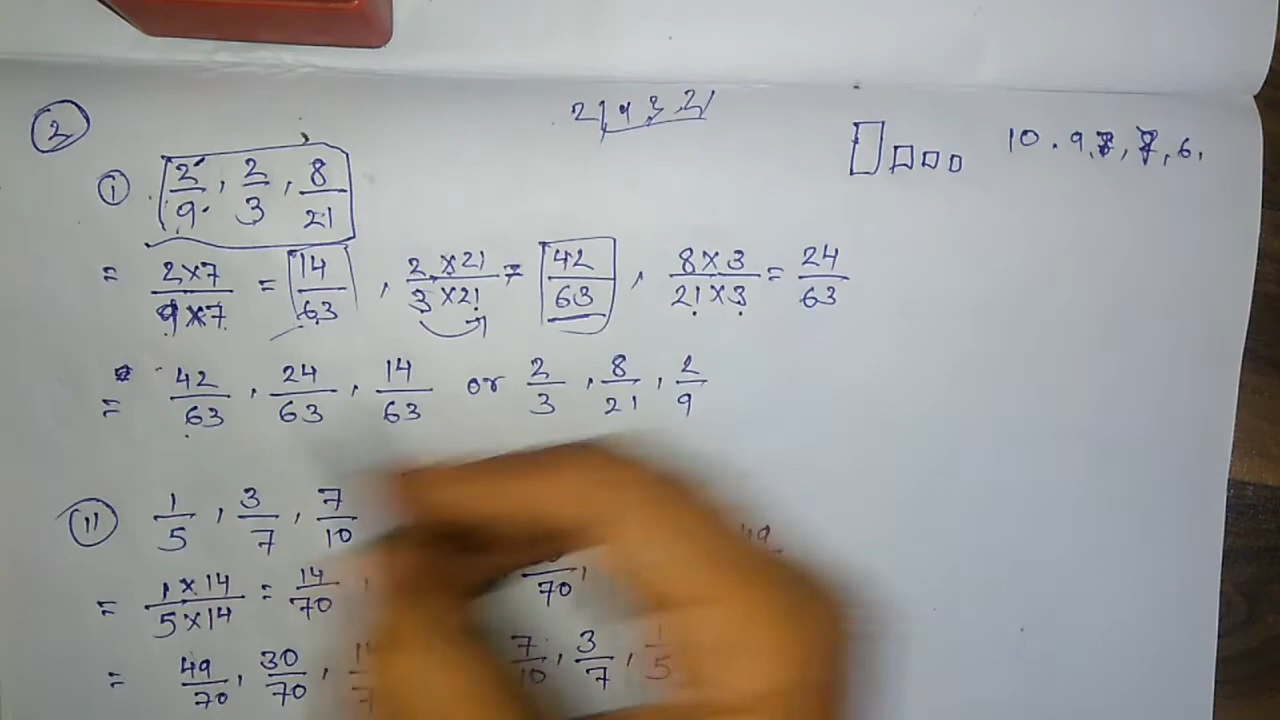 2
21 9, 3, 21
10. 9, 8, 7, 6.
i 2/9, 2/3, 8/21
= 2×7/9×7 = 14/63, 2×21/3×21 = 42/63, 8×3/21×3 = 24/63
= 42/63, 24/63, 14/63 or 2/3, 8/21, 2/9
ii 1/5, 3/7, 7/10
= 1×14/5×14 = 14/70, /70, 49
= 49/70, 30/70, 7/10, 3/7, 1/5